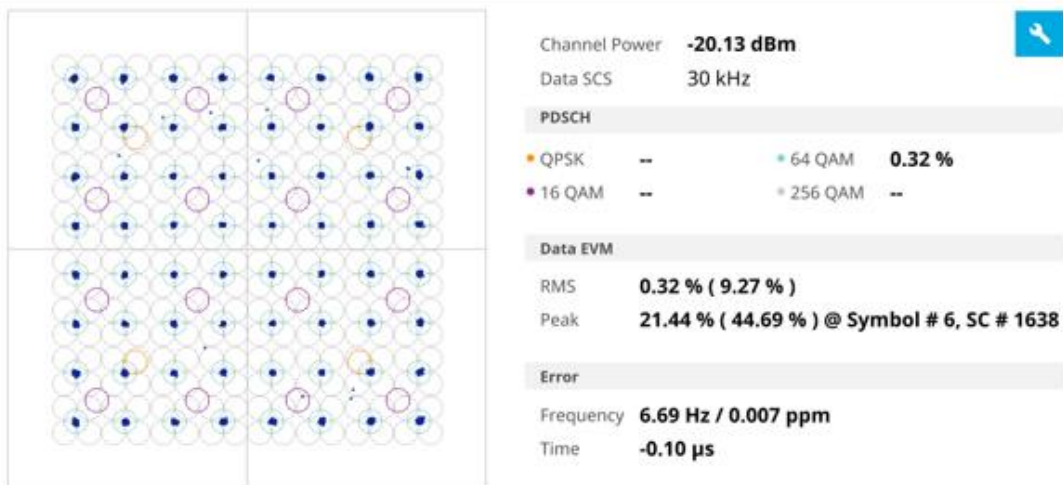 Channel Power -20.13 dBm
Data SCS 30 kHz
PDSCH
QPSK -- 64 QAM 0.32 %
16 QAM -- 256 QAM --
Data EVM
RMS 0.32 % ( 9.27 % )
Peak 21.44 % ( 44.69 % ) @ Symbol # 6, SC # 1638
Error
Frequency 6.69 Hz / 0.007 ppm
Time -0.10 µs